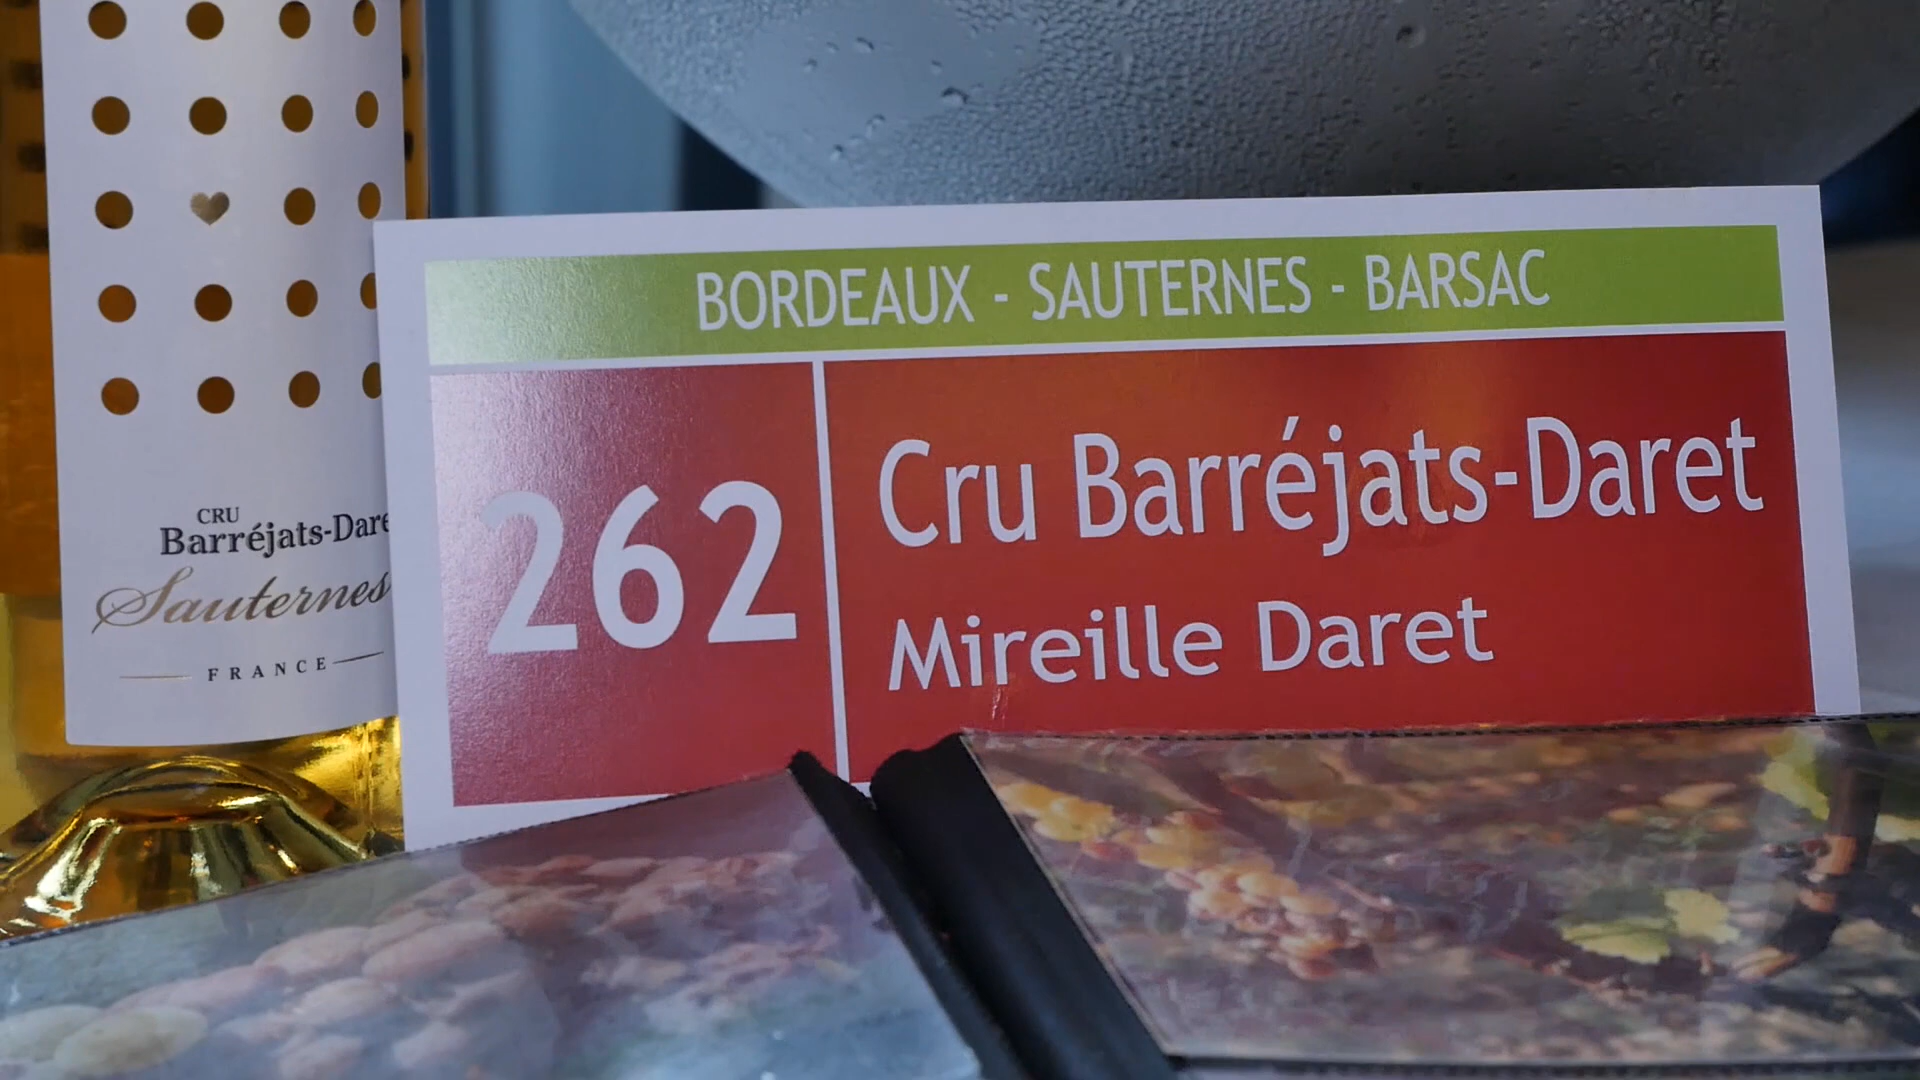 CRU
Barréjats-Dare
Sauternes
FRANCE
BORDEAUX - SAUTERNES - BARSAC
262
Cru Barréjats-Daret
Mireille Daret